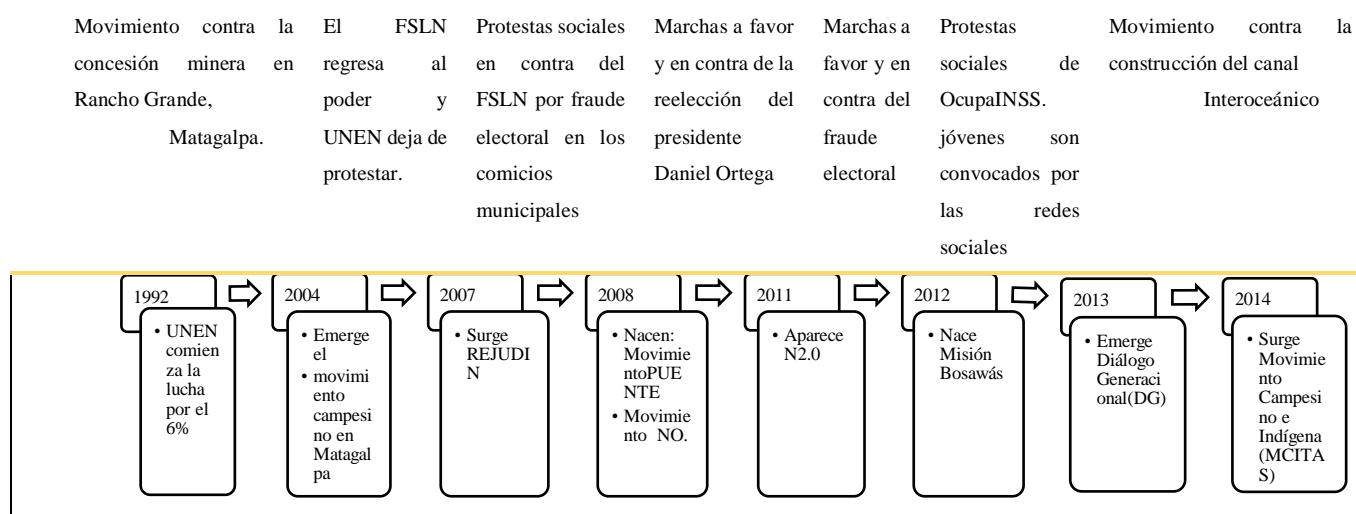 Movimiento contra la
concesión minera en
Rancho Grande,
Matagalpa.
El FSLN
regresa al
poder y
UNEN deja de
protestar.
Protestas sociales
en contra del
FSLN por fraude
electoral en los
comicios
municipales
Marchas a favor
y en contra de la
reelección del
presidente
Daniel Ortega
Marchas a
favor y en
contra del
fraude
electoral
Protestas
sociales de
OcupaINSS.
jóvenes son
convocados por
las redes
sociales
Movimiento contra la
construcción del canal
Interoceánico
1992
• UNEN
comien
za la
lucha
por el
6%
2004
• Emerge
el
• movimi
ento
campesi
no en
Matagal
pa
2007
• Surge
REJUDI
N
2008
• Nacen:
Movimie
ntoPUE
NTE
• Movimie
nto NO.
2011
• Aparece
N2.0
2012
• Nace
Misión
Bosawás
2013
• Emerge
Diálogo
Generaci
onal(DG)
2014
• Surge
Movimie
nto
Campesi
no e
Indígena
(MCITA
S)